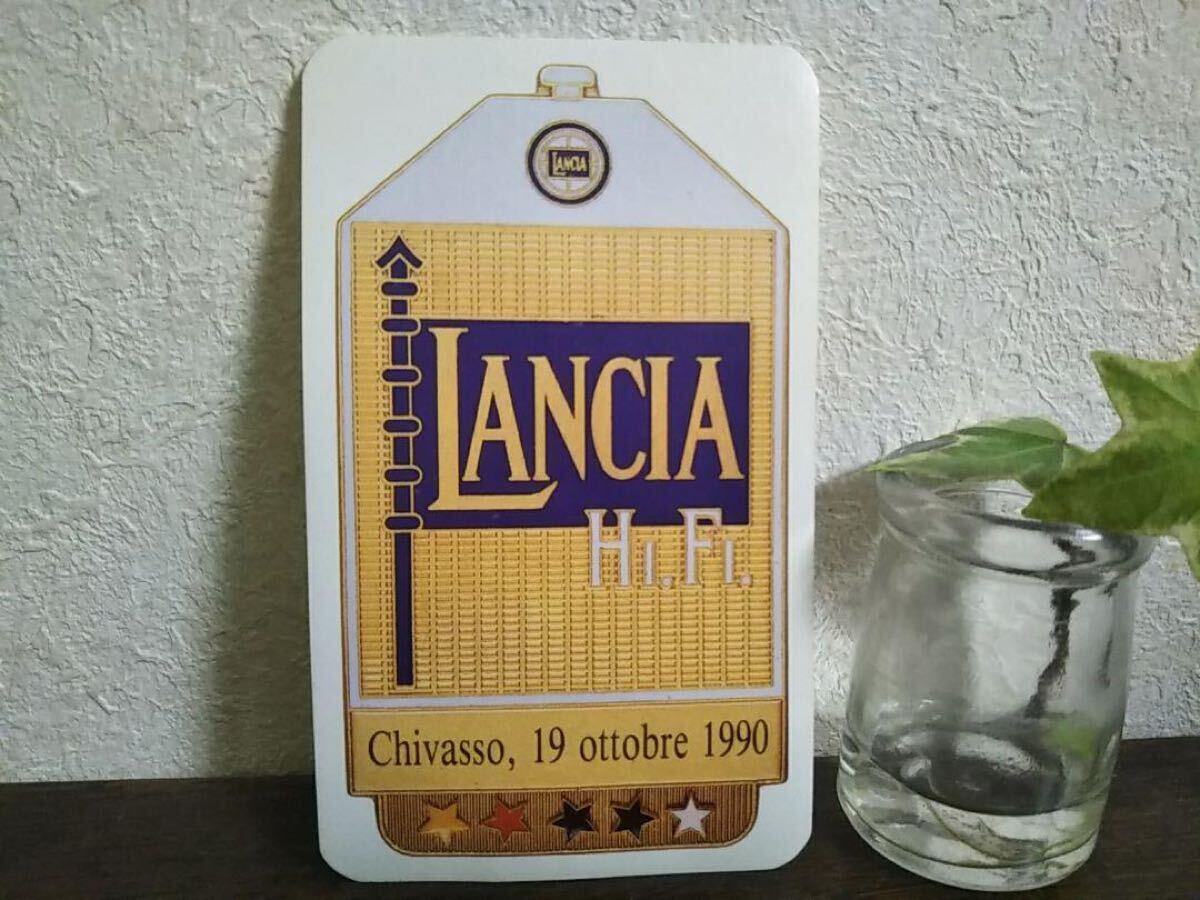 LANCIA
LANCIA
Hi.Fi.
Chivasso, 19 ottobre 1990